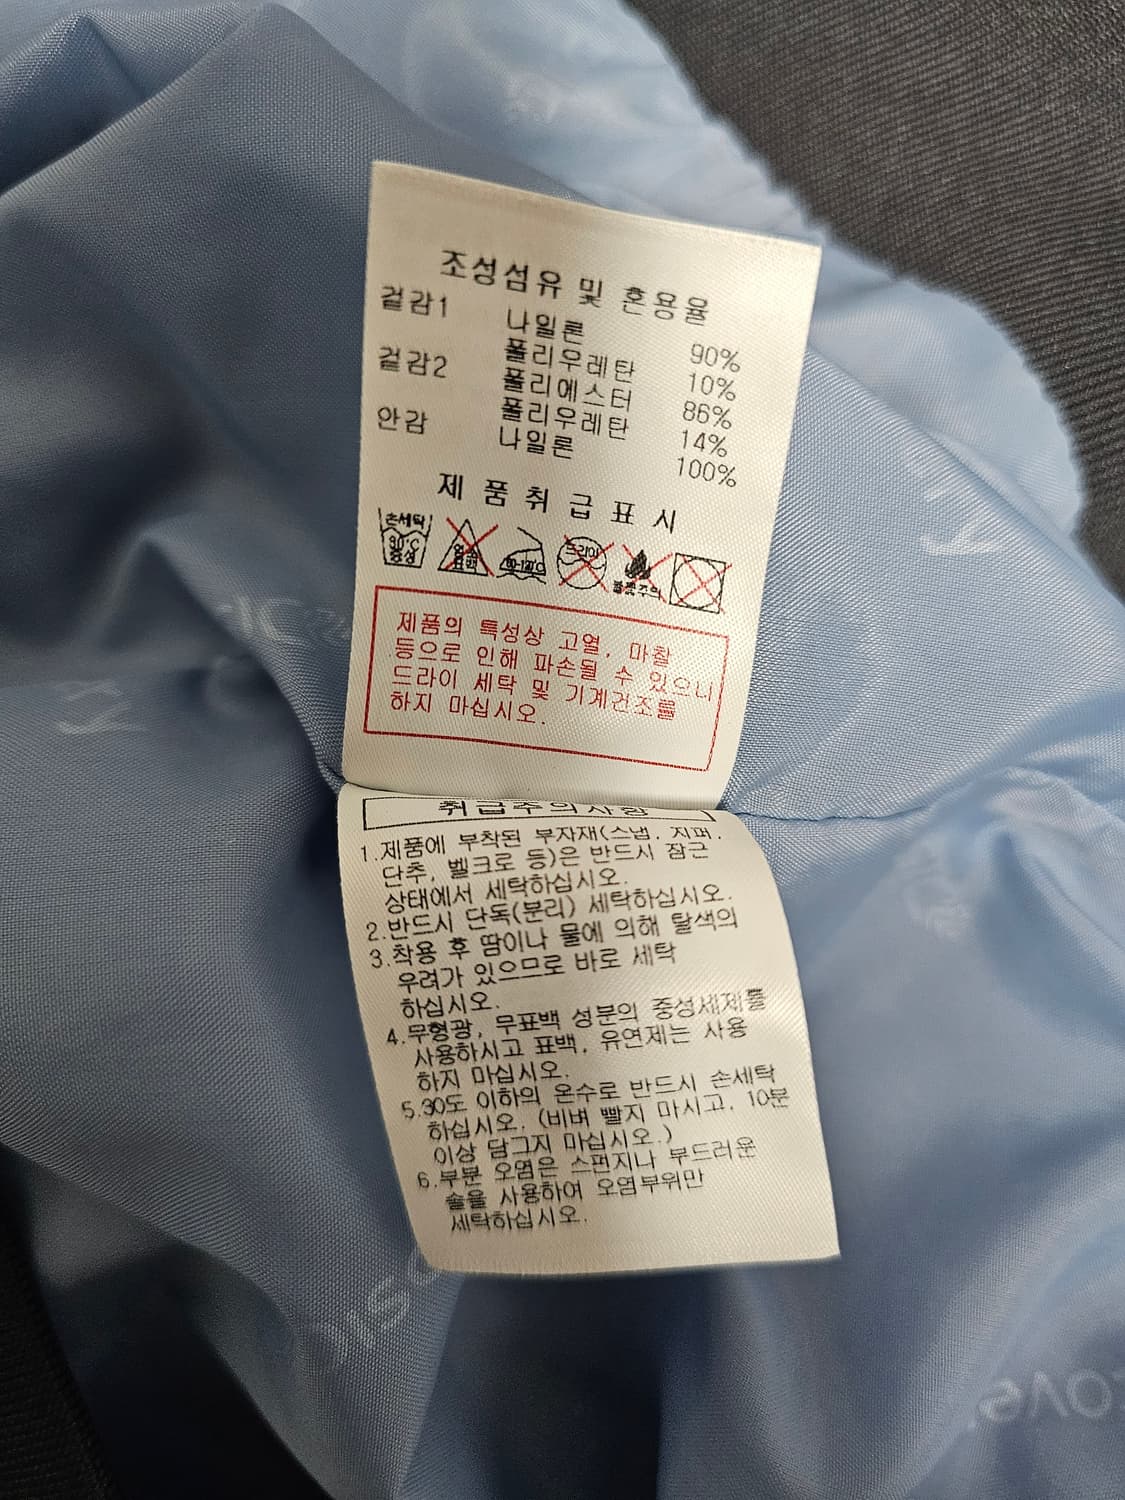 조성섬유 및 혼용율
겉감1 나일론 90%
폴리우레탄 10%
겉감2 폴리에스터 86%
폴리우레탄 14%
안감 나일론 100%
제품취급표시
손세탁
30℃
중성
염소
표백
드라이
불꽃주의
제품의 특성상 고열, 마찰
등으로 인해 파손될 수 있으니
드라이 세탁 및 기계건조를
하지 마십시오.
취급주의사항
1.제품에 부착된 부자재(스냅, 지퍼,
단추, 벨크로 등)은 반드시 잠근
상태에서 세탁하십시오.
2.반드시 단독(분리) 세탁하십시오.
3.착용 후 땀이나 물에 의해 탈색의
우려가 있으므로 바로 세탁
하십시오.
4.무형광, 무표백 성분의 중성세제를
사용하시고 표백, 유연제는 사용
하지 마십시오.
5.30도 이하의 온수로 반드시 손세탁
하십시오. (비벼 빨지 마시고, 10분
이상 담그지 마십시오.)
6.부분 오염은 스펀지나 부드러운
솔을 사용하여 오염부위만
세탁하십시오.